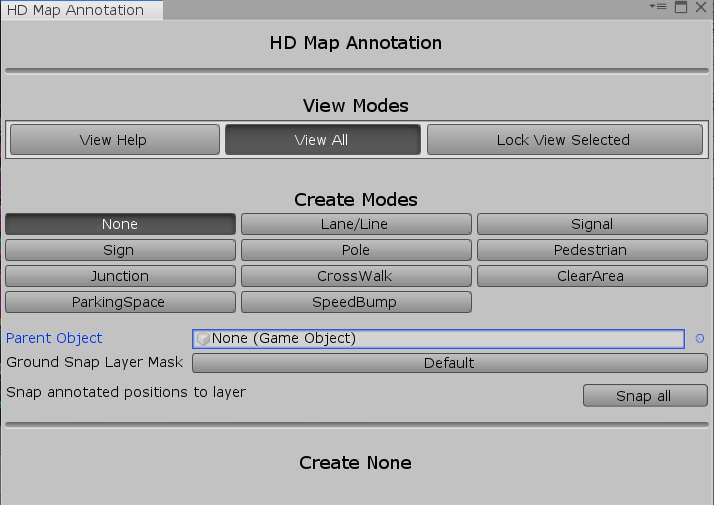 HD Map Annotation
HD Map Annotation
View Modes
View Help View All Lock View Selected
Create Modes
None Lane/Line Signal
Sign Pole Pedestrian
Junction CrossWalk ClearArea
ParkingSpace SpeedBump
Parent Object None (Game Object)
Ground Snap Layer Mask Default
Snap annotated positions to layer Snap all
Create None